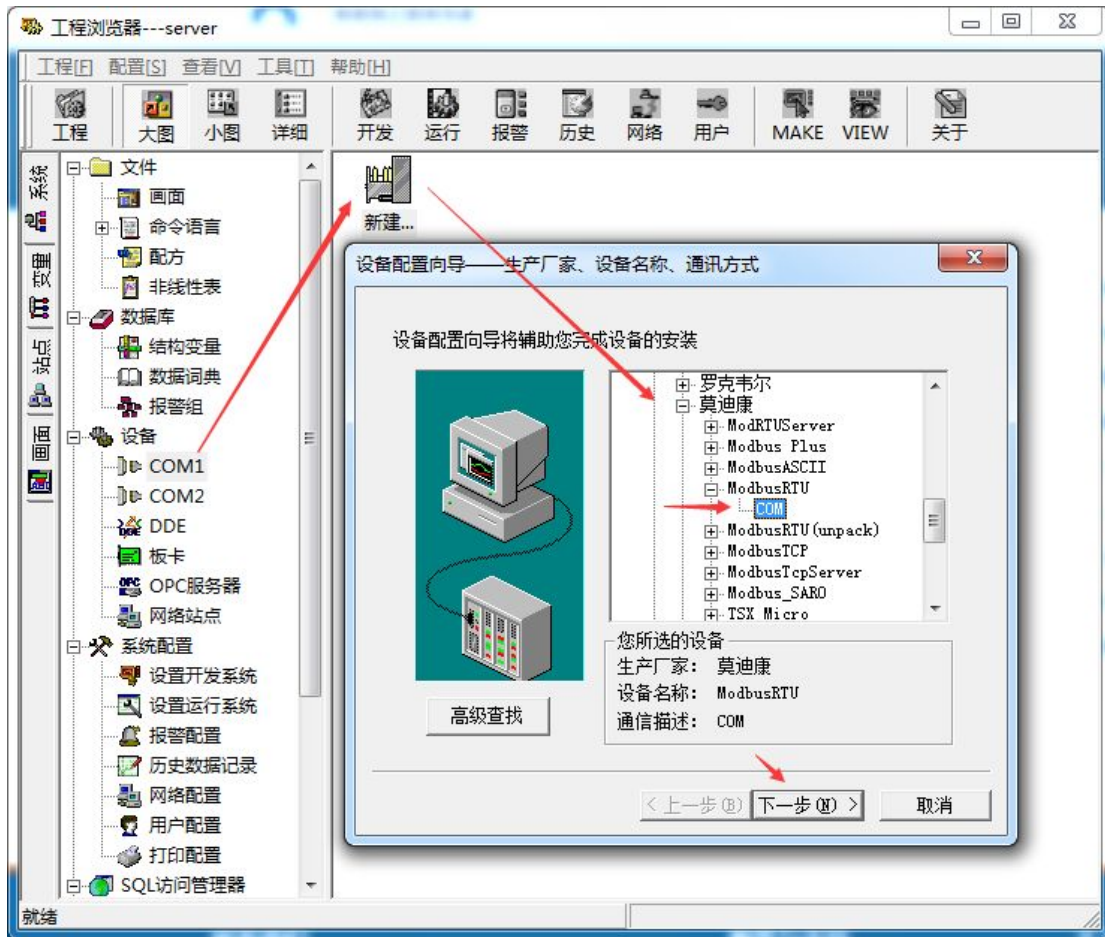 工程浏览器---server
工程[F] 配置[S] 查看[V] 工具[T] 帮助[H]
工程 大图 小图 详细 开发 运行 报警 历史 网络 用户 MAKE VIEW 关于
系统
变量
站点
画面
文件
画面
命令语言
配方
非线性表
数据库
结构变量
数据词典
报警组
设备
COM1
COM2
DDE
板卡
OPC服务器
网络站点
系统配置
设置开发系统
设置运行系统
报警配置
历史数据记录
网络配置
用户配置
打印配置
SQL访问管理器
新建...
设备配置向导——生产厂家、设备名称、通讯方式
设备配置向导将辅助您完成设备的安装
罗克韦尔
莫迪康
ModRTUServer
Modbus Plus
ModbusASCII
ModbusRTU
COM
ModbusRTU(unpack)
ModbusTCP
ModbusTcpServer
Modbus_SARO
TSX Micro
您所选的设备
生产厂家： 莫迪康
设备名称： ModbusRTU
通信描述： COM
高级查找
<上一步(B) 下一步(N) > 取消
就绪